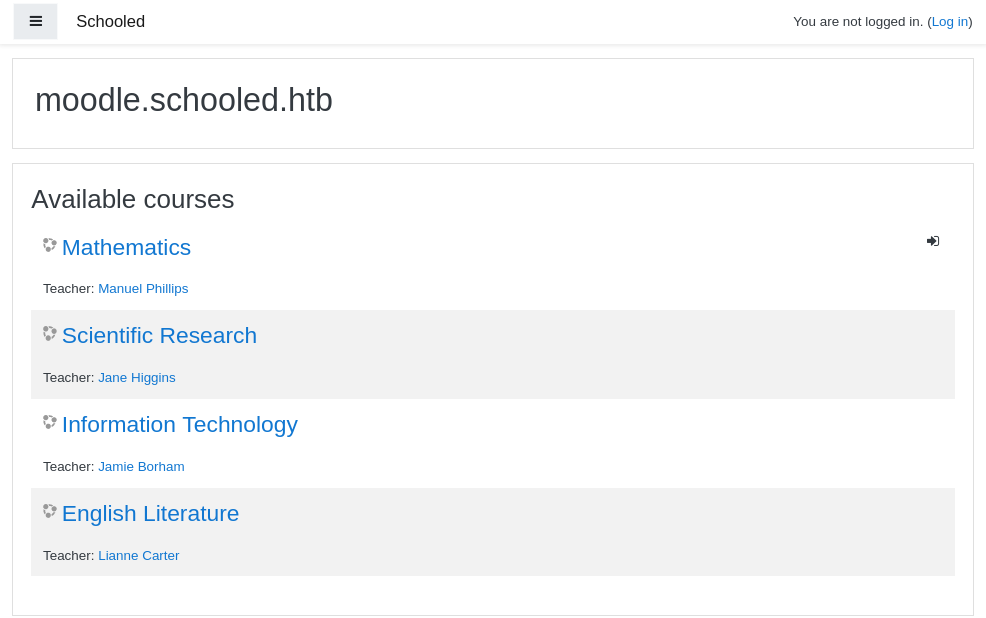 Schooled
You are not logged in. (Log in)
moodle.schooled.htb
Available courses
Mathematics
Teacher: Manuel Phillips
Scientific Research
Teacher: Jane Higgins
Information Technology
Teacher: Jamie Borham
English Literature
Teacher: Lianne Carter